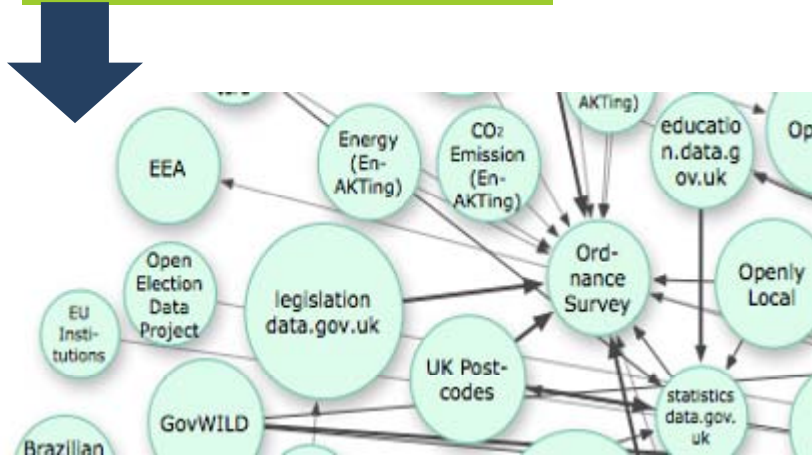 AKTing)
Energy
(En-
AKTing)
CO2
Emission
(En-
AKTing)
educatio
n.data.g
ov.uk
Op
EEA
Ord-
nance
Survey
Open
Election
Data
Project
Openly
Local
EU
Insti-
tutions
legislation
data.gov.uk
UK Post-
codes
statistics
data.gov.
uk
GovWILD
Brazilian